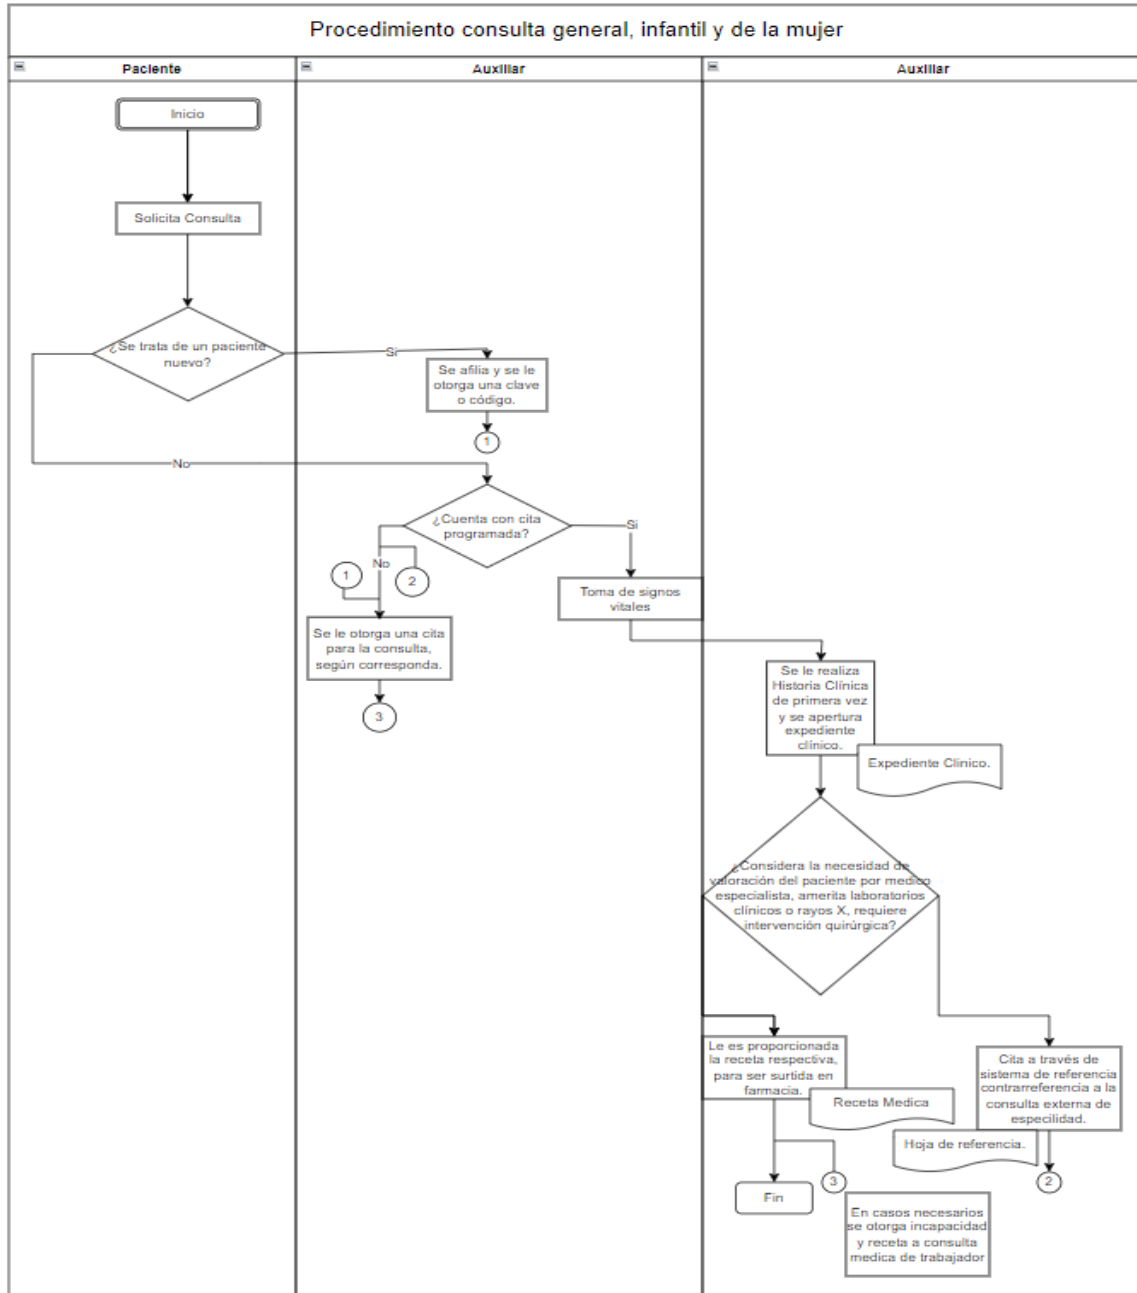 Procedimiento consulta general, infantil y de la mujer
Paciente
Auxiliar
Auxiliar
Inicio
Solicita Consulta
¿Se trata de un paciente
nuevo?
Si
Se afilia y se le
otorga una clave
o código.
1
No
¿Cuenta con cita
programada?
Si
No
1
2
Toma de signos
vitales
Se le otorga una cita
para la consulta,
según corresponda.
3
Se le realiza
Historia Clínica
de primera vez
y se apertura
expediente
clínico.
Expediente Clinico.
¿Considera la necesidad de
valoración del paciente por medico
especialista, amerita laboratorios
clínicos o rayos X, requiere
intervención quirúrgica?
Le es proporcionada
la receta respectiva,
para ser surtida en
farmacia.
Receta Medica
Cita a través de
sistema de referencia
contrarreferencia a la
consulta externa de
especilidad.
Hoja de referencia.
3
2
Fin
En casos necesarios
se otorga incapacidad
y receta a consulta
medica de trabajador